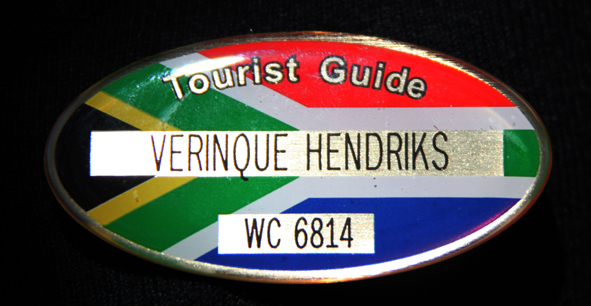 Tourist Guide
VERINQUE HENDRIKS
WC 6814